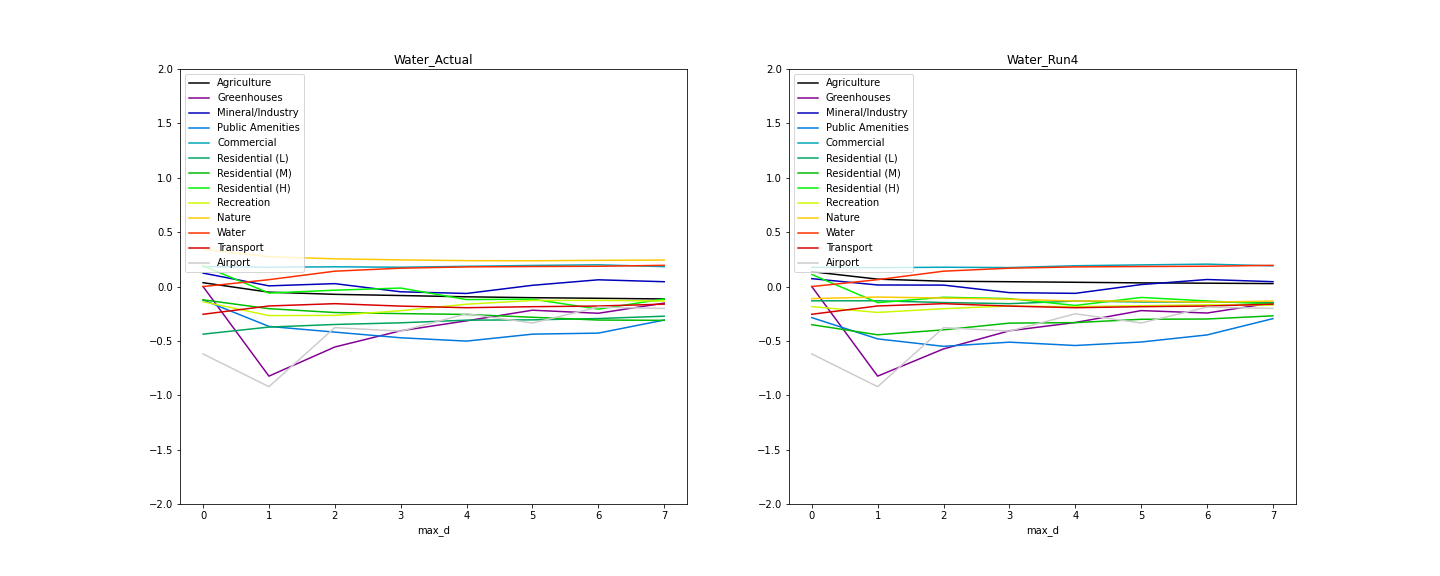 Water_Actual
2.0
1.5
1.0
0.5
0.0
−0.5
−1.0
−1.5
−2.0
Agriculture
Greenhouses
Mineral/Industry
Public Amenities
Commercial
Residential (L)
Residential (M)
Residential (H)
Recreation
Nature
Water
Transport
Airport
0 1 2 3 4 5 6 7
max_d
Water_Run4
2.0
1.5
1.0
0.5
0.0
−0.5
−1.0
−1.5
−2.0
Agriculture
Greenhouses
Mineral/Industry
Public Amenities
Commercial
Residential (L)
Residential (M)
Residential (H)
Recreation
Nature
Water
Transport
Airport
0 1 2 3 4 5 6 7
max_d